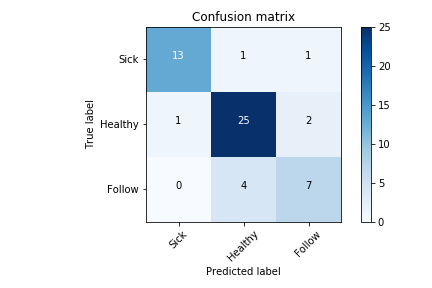 Confusion matrix
Sick 13 1 1
Healthy 1 25 2
Follow 0 4 7
True label
Sick Healthy Follow
Predicted label
25
20
15
10
5
0